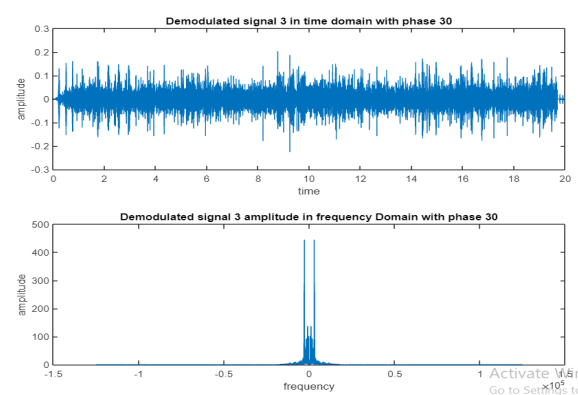 Demodulated signal 3 in time domain with phase 30
0.3
0.2
0.1
0
-0.1
-0.2
-0.3
amplitude
0 2 4 6 8 10 12 14 16 18 20
time
Demodulated signal 3 amplitude in frequency Domain with phase 30
500
400
300
200
100
0
amplitude
-1.5 -1 -0.5 0 0.5 1 1.5
frequency
×10⁵
Activate Win
Go to Settings to